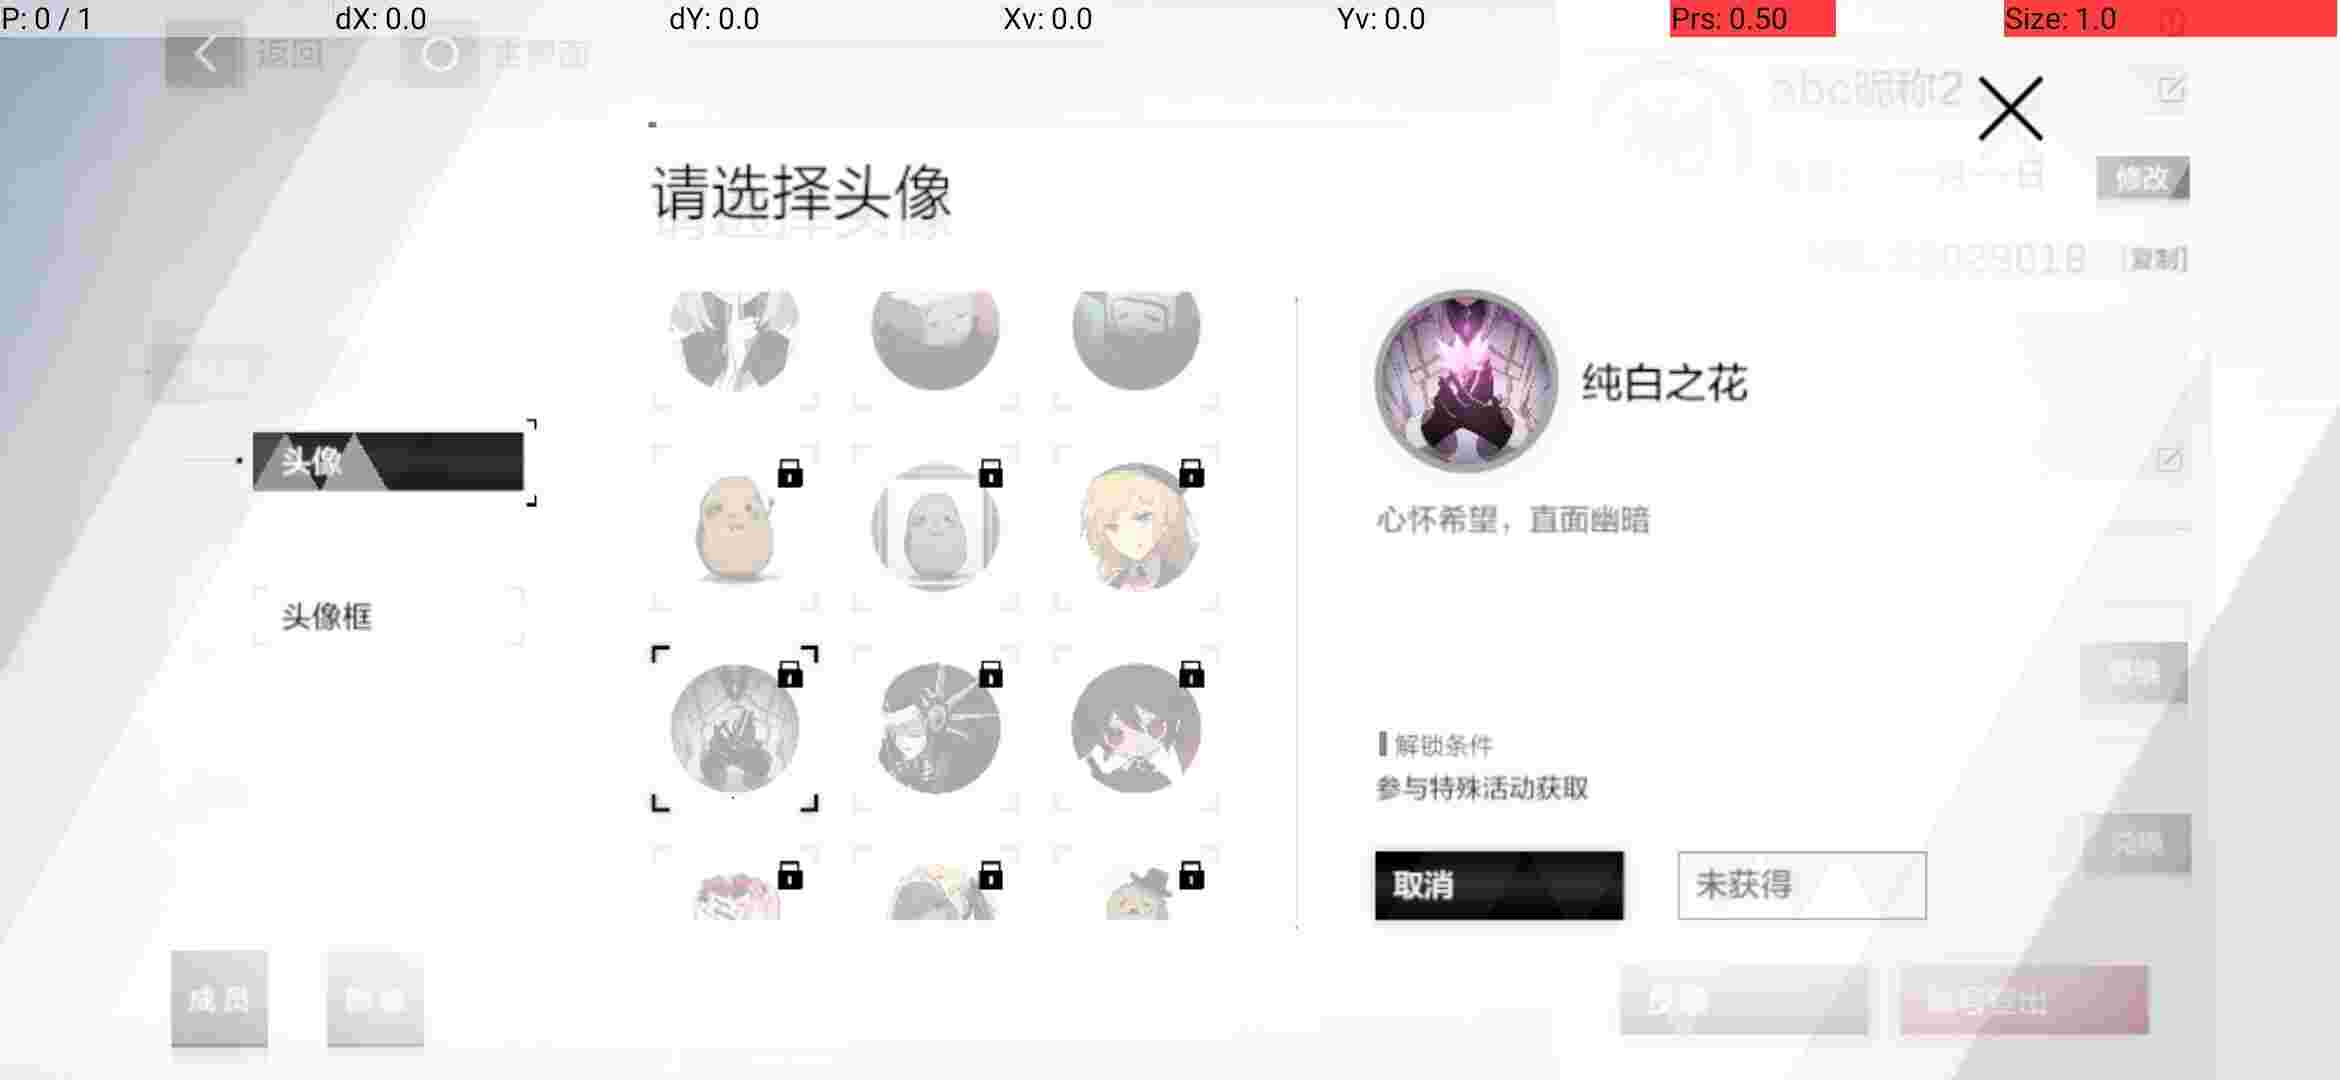 P: 0 / 1
dX: 0.0
dY: 0.0
Xv: 0.0
Yv: 0.0
Prs: 0.50
Size: 1.0
返回
主界面
abc昵称2
修改
029018
[复制]
请选择头像
头像
头像框
纯白之花
心怀希望，直面幽暗
解锁条件
参与特殊活动获取
取消
未获得
成员